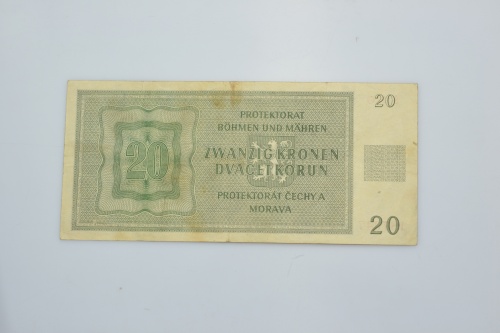 20
PROTEKTORAT
BÖHMEN UND MÄHREN
20
ZWANZIG KRONEN
DVACET KORUN
PROTEKTORÁT ČECHY A
MORAVA
20